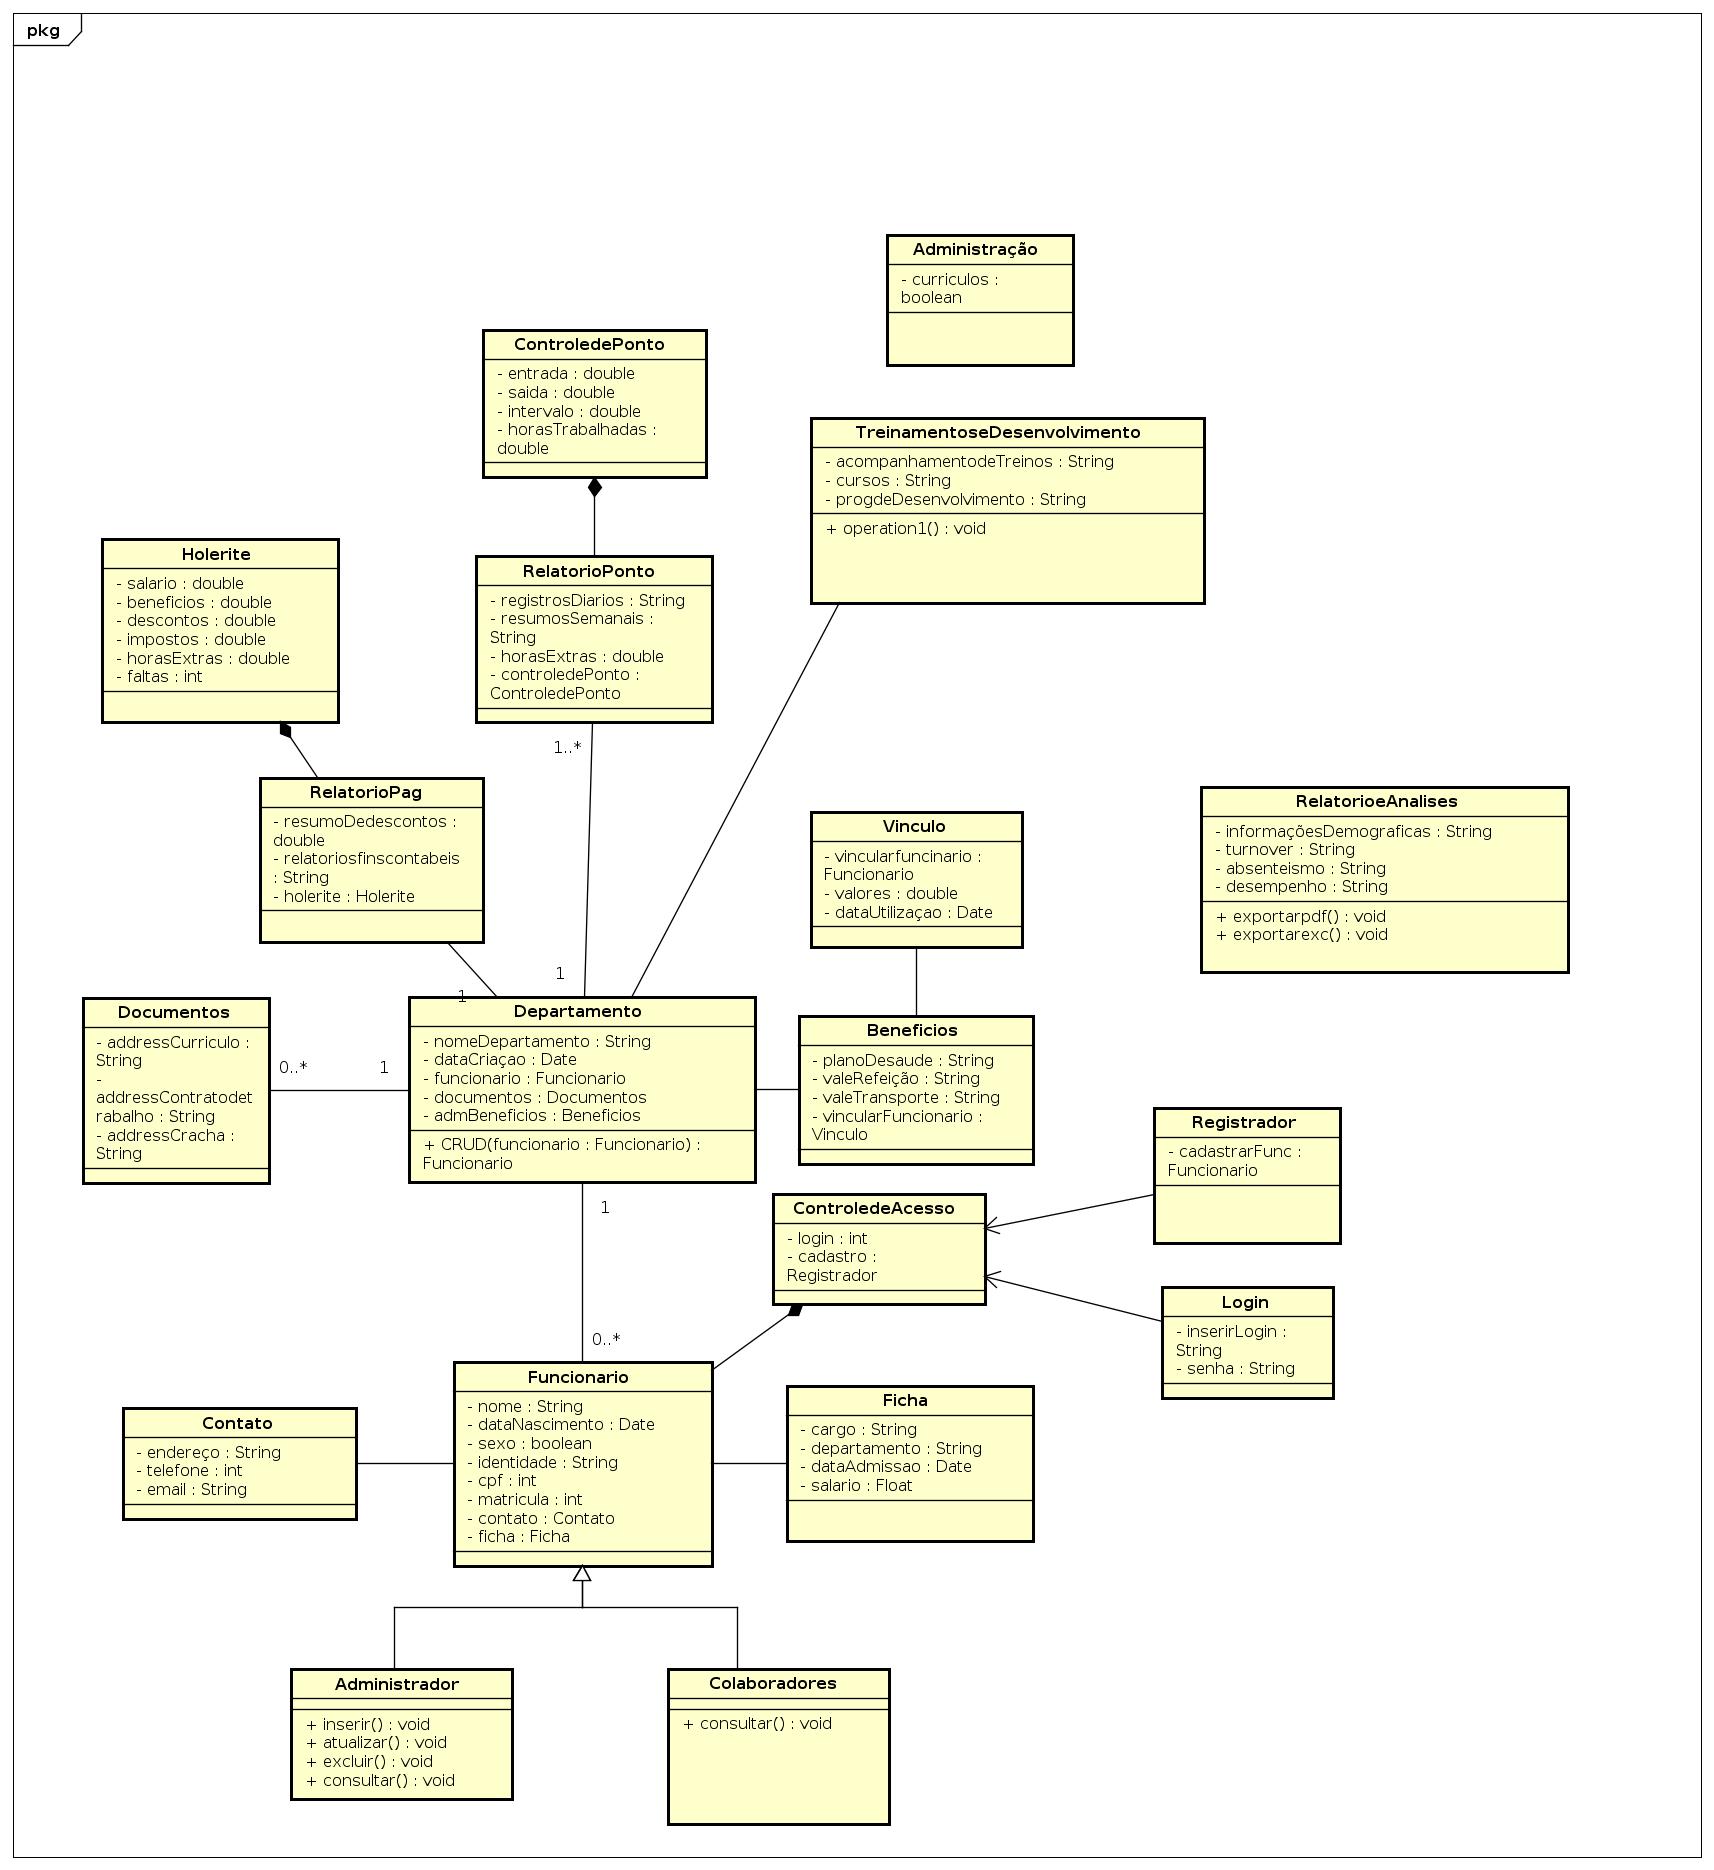 pkg
Administração
- curriculos :
boolean
ControledePonto
- entrada : double
- saida : double
- intervalo : double
- horasTrabalhadas :
double
TreinamentoseDesenvolvimento
- acompanhamentodeTreinos : String
- cursos : String
- progdeDesenvolvimento : String
+ operation1() : void
Holerite
- salario : double
- beneficios : double
- descontos : double
- impostos : double
- horasExtras : double
- faltas : int
RelatorioPonto
- registrosDiarios : String
- resumosSemanais :
String
- horasExtras : double
- controledePonto :
ControledePonto
1..*
RelatorioPag
- resumoDedescontos :
double
- relatoriosfinscontabeis
: String
- holerite : Holerite
Vinculo
- vincularfuncinario :
Funcionario
- valores : double
- dataUtilizaçao : Date
RelatorioeAnalises
- informaçõesDemograficas : String
- turnover : String
- absenteismo : String
- desempenho : String
+ exportarpdf() : void
+ exportarexc() : void
1
1
Documentos
- addressCurriculo :
String
-
addressContratodet
rabalho : String
- addressCracha :
String
0..*
1
Departamento
- nomeDepartamento : String
- dataCriaçao : Date
- funcionario : Funcionario
- documentos : Documentos
- admBeneficios : Beneficios
+ CRUD(funcionario : Funcionario) :
Funcionario
Beneficios
- planoDesaude : String
- valeRefeição : String
- valeTransporte : String
- vincularFuncionario :
Vinculo
Registrador
- cadastrarFunc :
Funcionario
1
ControledeAcesso
- login : int
- cadastro :
Registrador
Login
- inserirLogin :
String
- senha : String
0..*
Funcionario
- nome : String
- dataNascimento : Date
- sexo : boolean
- identidade : String
- cpf : int
- matricula : int
- contato : Contato
- ficha : Ficha
Contato
- endereço : String
- telefone : int
- email : String
Ficha
- cargo : String
- departamento : String
- dataAdmissao : Date
- salario : Float
Administrador
+ inserir() : void
+ atualizar() : void
+ excluir() : void
+ consultar() : void
Colaboradores
+ consultar() : void